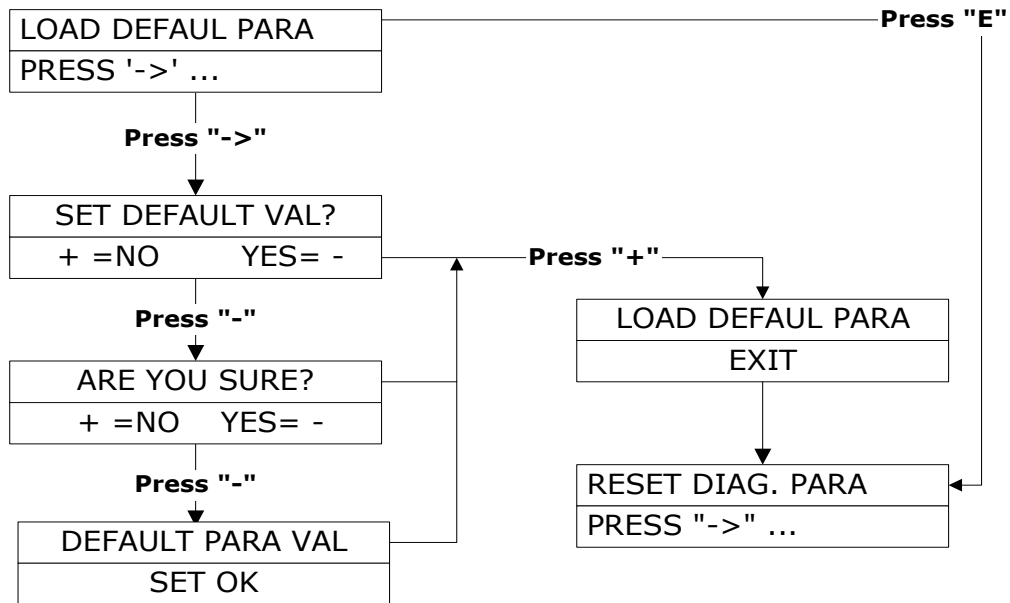 LOAD DEFAUL PARA
PRESS '->' ...
Press "E"
Press "->"
SET DEFAULT VAL?
+ =NO YES= -
Press "+"
Press "-"
LOAD DEFAUL PARA
EXIT
ARE YOU SURE?
+ =NO YES= -
Press "-"
RESET DIAG. PARA
PRESS "->" ...
DEFAULT PARA VAL
SET OK